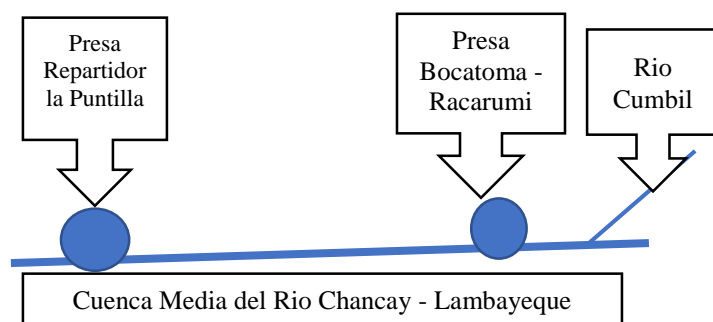 Presa
Repartidor
la Puntilla
Presa
Bocatoma -
Racarumi
Rio
Cumbil
Cuenca Media del Rio Chancay - Lambayeque